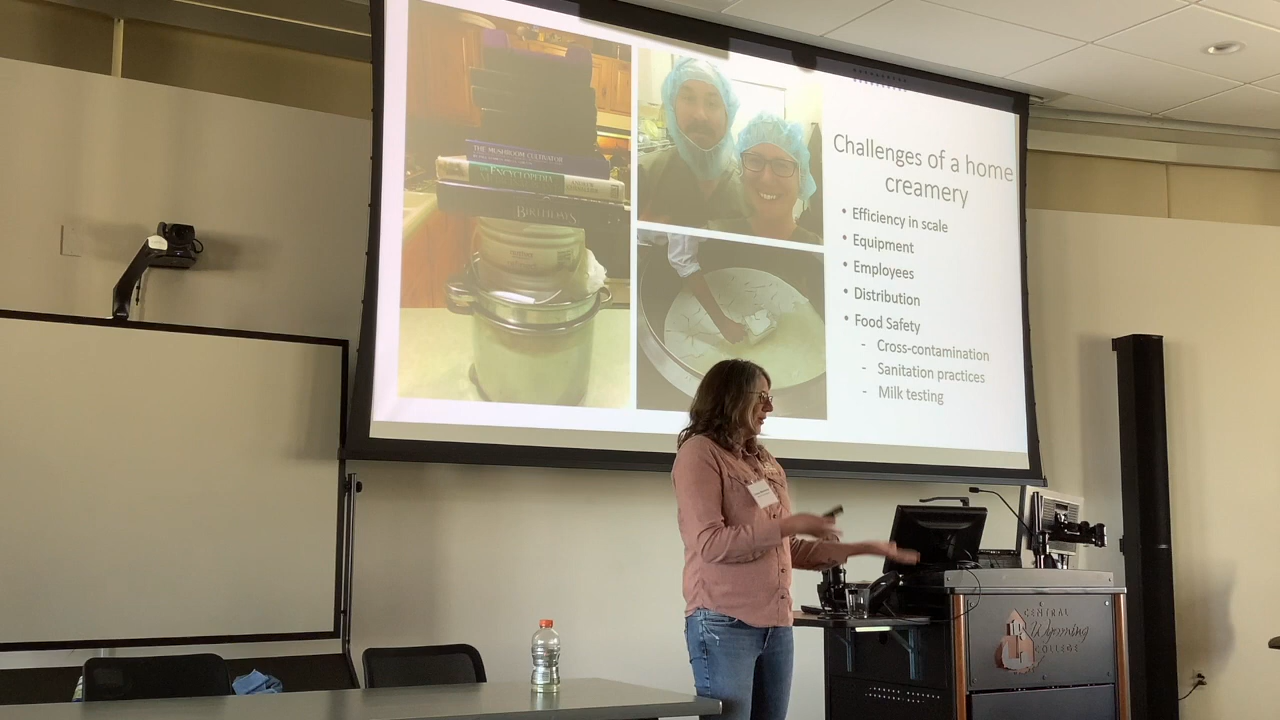 THE MUSHROOM CULTIVATOR
ENCYCLOPEDIA
BIRTHDAYS
Challenges of a home
creamery
• Efficiency in scale
• Equipment
• Employees
• Distribution
• Food Safety
- Cross-contamination
- Sanitation practices
- Milk testing
CENTRAL
Wyoming
COLLEGE